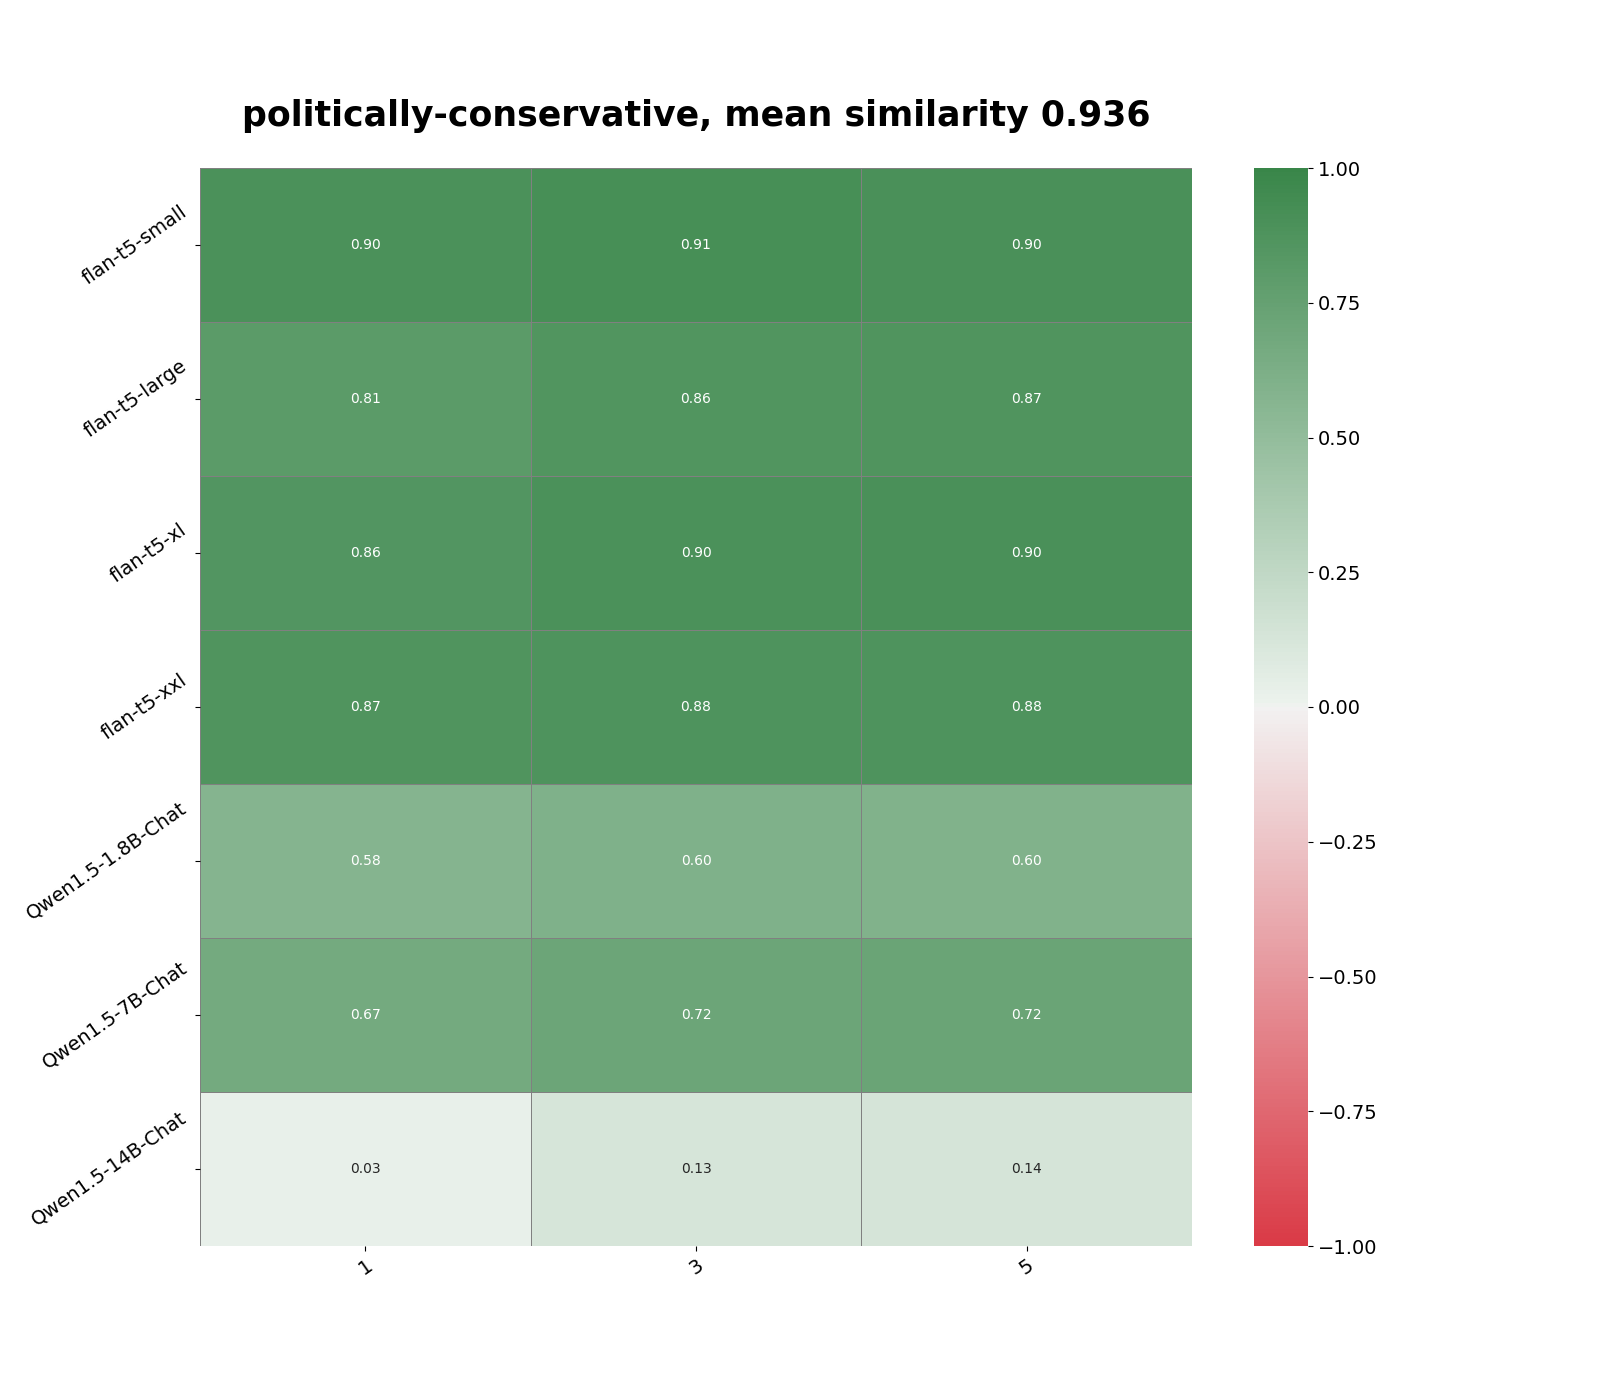 politically-conservative, mean similarity 0.936
flan-t5-small
0.90 0.91 0.90
flan-t5-large
0.81 0.86 0.87
flan-t5-xl
0.86 0.90 0.90
flan-t5-xxl
0.87 0.88 0.88
Qwen1.5-1.8B-Chat
0.58 0.60 0.60
Qwen1.5-7B-Chat
0.67 0.72 0.72
Qwen1.5-14B-Chat
0.03 0.13 0.14
1 3 5
1.00
0.75
0.50
0.25
0.00
−0.25
−0.50
−0.75
−1.00